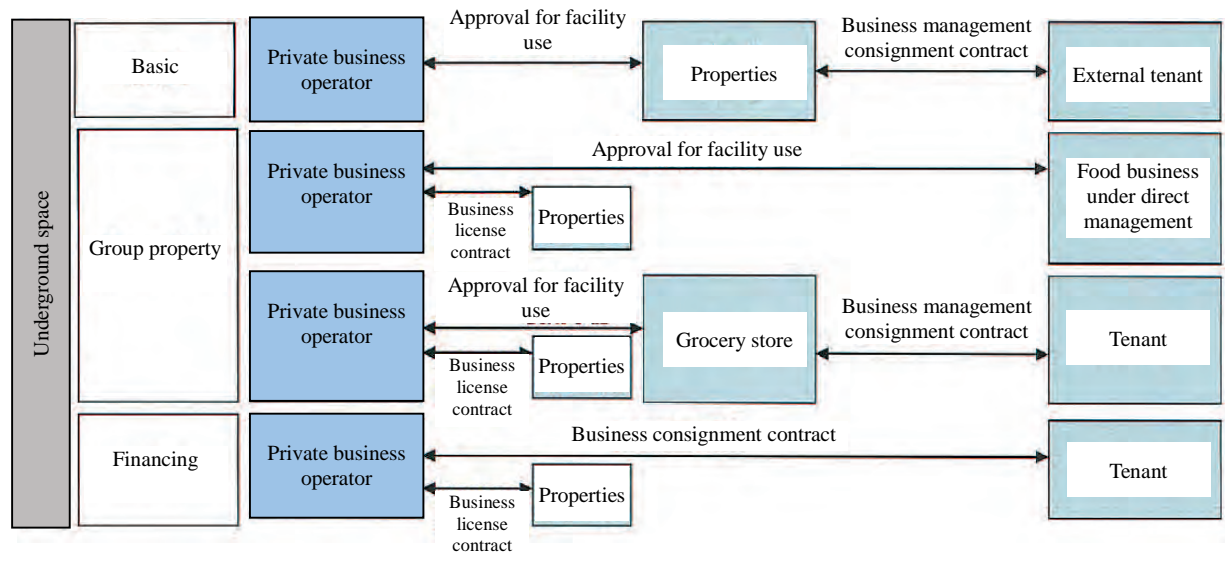 Underground space
Basic
Private business
operator
Approval for facility
use
Properties
Business management
consignment contract
External tenant
Group property
Private business
operator
Approval for facility use
Business
license
contract
Properties
Food business
under direct
management
Private business
operator
Approval for facility
use
Business
license
contract
Properties
Grocery store
Business management
consignment contract
Tenant
Financing
Private business
operator
Business consignment contract
Business
license
contract
Properties
Tenant